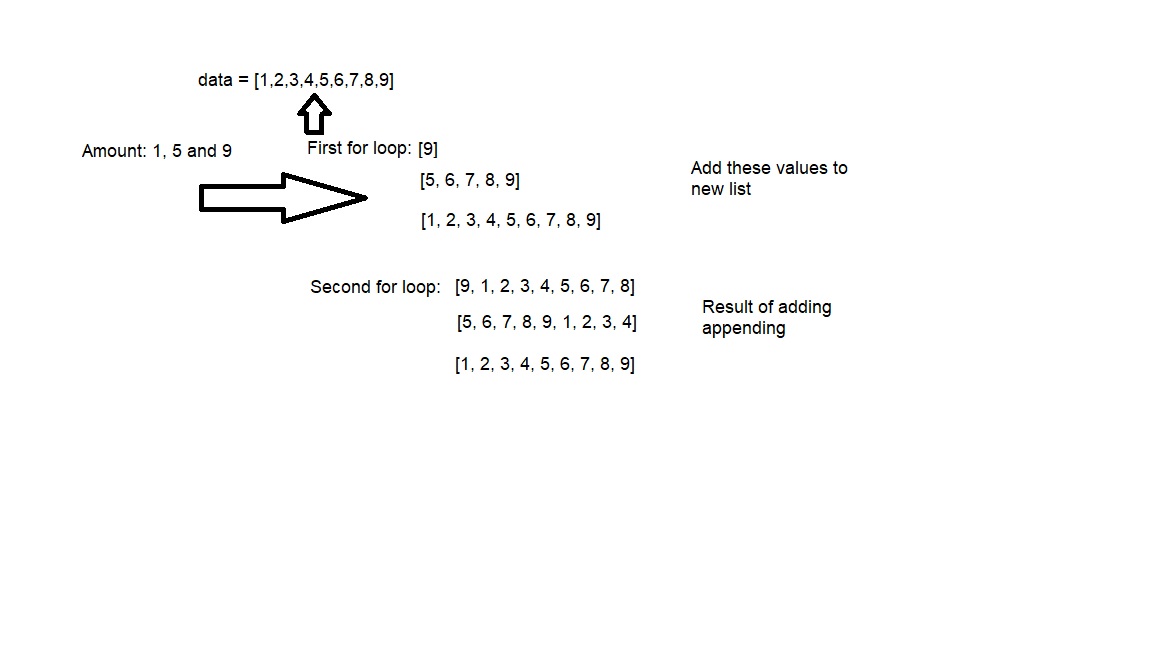 data = [1,2,3,4,5,6,7,8,9]
Amount: 1, 5 and 9
First for loop: [9]
[5, 6, 7, 8, 9]
[1, 2, 3, 4, 5, 6, 7, 8, 9]
Add these values to
new list
Second for loop: [9, 1, 2, 3, 4, 5, 6, 7, 8]
[5, 6, 7, 8, 9, 1, 2, 3, 4]
[1, 2, 3, 4, 5, 6, 7, 8, 9]
Result of adding
appending